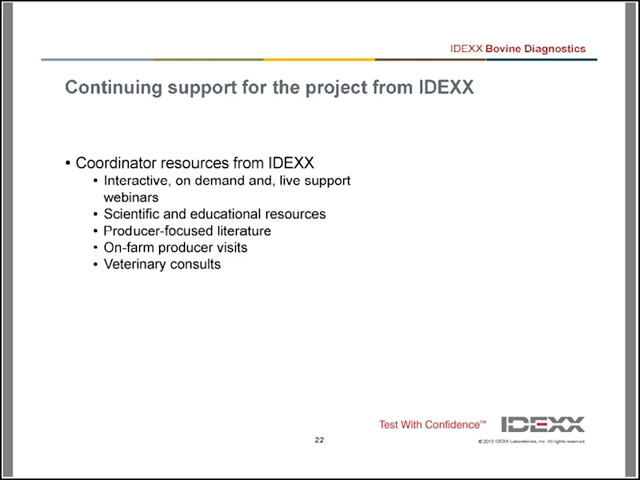 IDEXX Bovine Diagnostics
Continuing support for the project from IDEXX
• Coordinator resources from IDEXX
• Interactive, on demand and, live support
webinars
• Scientific and educational resources
• Producer-focused literature
• On-farm producer visits
• Veterinary consults
Test With Confidence™
IDEXX
22
© 2013 IDEXX Laboratories, Inc. All rights reserved.